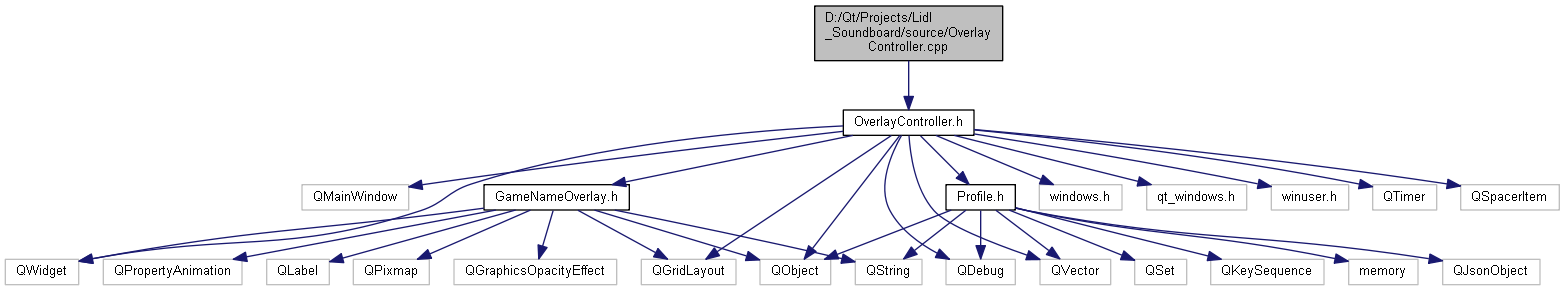 D:/Qt/Projects/Lidl
_Soundboard/source/Overlay
Controller.cpp
OverlayController.h
QMainWindow
GameNameOverlay.h
Profile.h
windows.h
qt_windows.h
winuser.h
QTimer
QSpacerItem
QWidget
QPropertyAnimation
QLabel
QPixmap
QGraphicsOpacityEffect
QGridLayout
QObject
QString
QDebug
QVector
QSet
QKeySequence
memory
QJsonObject